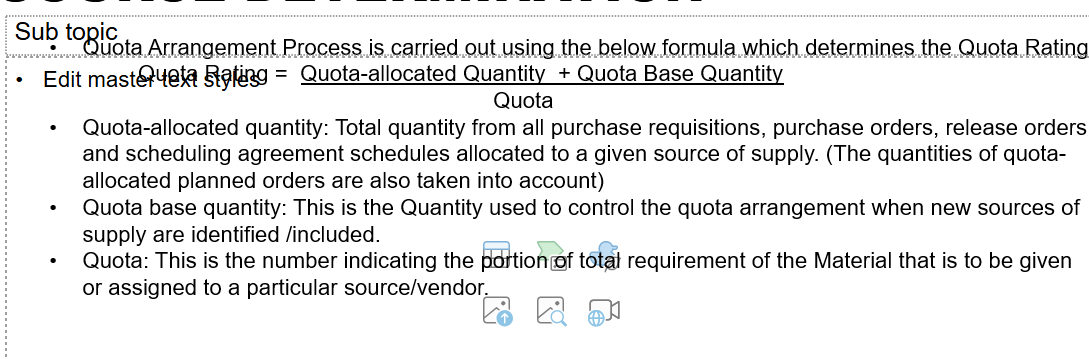 Sub topic
• Quota Arrangement Process is carried out using the below formula which determines the Quota Rating
Quota Rating = Quota-allocated Quantity + Quota Base Quantity
• Edit master text styles
Quota
• Quota-allocated quantity: Total quantity from all purchase requisitions, purchase orders, release orders
and scheduling agreement schedules allocated to a given source of supply. (The quantities of quota-
allocated planned orders are also taken into account)
• Quota base quantity: This is the Quantity used to control the quota arrangement when new sources of
supply are identified /included.
• Quota: This is the number indicating the portion of total requirement of the Material that is to be given
or assigned to a particular source/vendor.